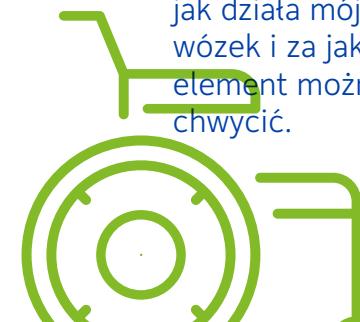 jak działa mój
wózek i za jak
element możn
chwycić.